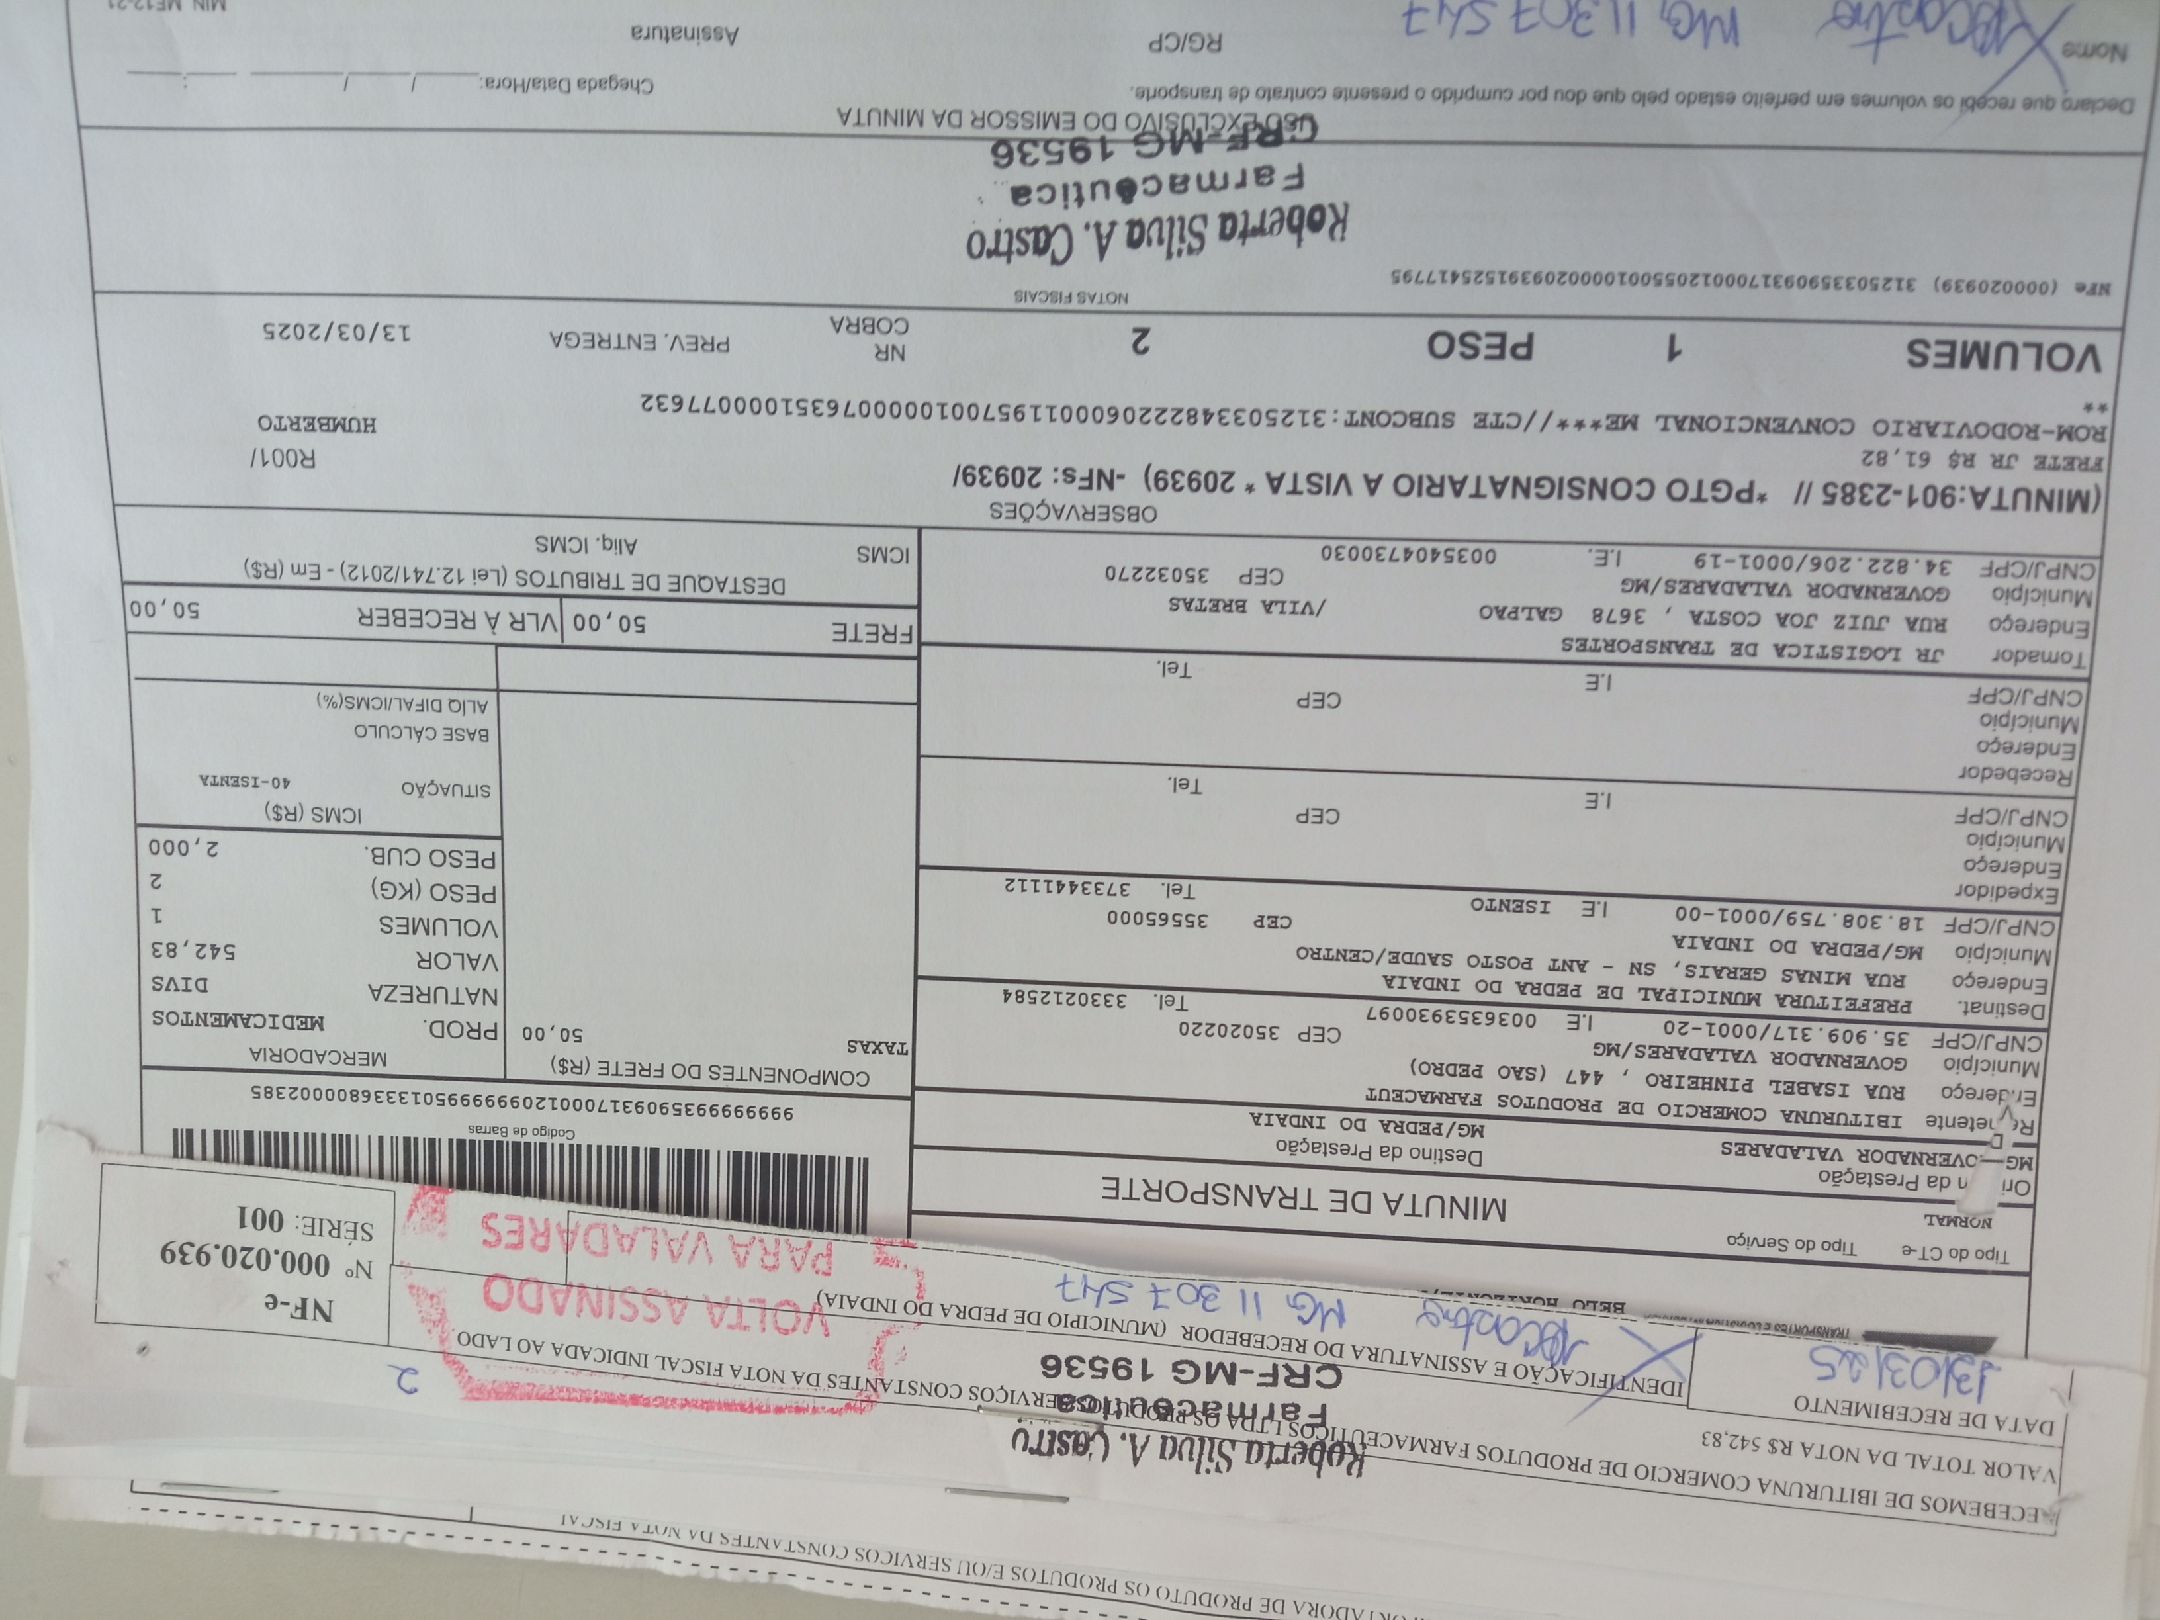 OS PRODUTOS E/OU SERVICOS CONSTANTES DA NOTA FISCAL
RECEBEMOS DE IBITURUNA COMERCIO DE PRODUTOS FARMACEUTICOS LTDA OS PRODUTOS SERVIÇOS CONSTANTES DA NOTA FISCAL INDICADA AO LADO
VALOR TOTAL DA NOTA R$ 542,83
Roberta Silva A. Castro
Farmacêutica
CRF-MG 19536
2
DATA DE RECEBIMENTO
13/03/25
IDENTIFICAÇÃO E ASSINATURA DO RECEBEDOR (MUNICIPIO DE PEDRA DO INDAIA)
MG 11 307 547
VOLTA ASSINADO
PARA VALADARES
NF-e
Nº 000.020.939
SÉRIE: 001
BELO
Tipo do CT-e Tipo do Serviço
NORMAL
MINUTA DE TRANSPORTE
da Prestação
VALADARES
Destino da Prestação
MG/PEDRA DO INDAIA
Codigo de Barras
IBITURUNA COMERCIO DE PRODUTOS FARMACEUT
Endereço RUA ISABEL PINHEIRO , 447 (SAO PEDRO)
Município GOVERNADOR VALADARES/MG CEP 35020220
CNPJ/CPF 35.909.317/0001-20 I.E 0036353930097 Tel. 3330212584
Destinat. PREFEITURA MUNICIPAL DE PEDRA DO INDAIA
Endereço RUA MINAS GERAIS, SN - ANT POSTO SAUDE/CENTRO
Município MG/PEDRA DO INDAIA CEP 35565000
CNPJ/CPF 18.308.759/0001-00 I.E ISENTO Tel. 3733441112
Expedidor
Endereço
Município CEP
CNPJ/CPF I.E Tel.
Recebedor
Endereço
Município CEP
CNPJ/CPF I.E Tel.
Tomador JR LOGISTICA DE TRANSPORTES
Endereço RUA JUIZ JOA COSTA , 3678 GALPAO /VILA BRETAS
Município GOVERNADOR VALADARES/MG CEP 35032270
CNPJ/CPF 34.822.206/0001-19 I.E. 0035404730030
COMPONENTES DO FRETE (R$)
TAXAS 50,00
MERCADORIA
PROD. MEDICAMENTOS
NATUREZA DIVS
VALOR 542,83
VOLUMES 1
PESO (KG) 2
PESO CUB. 2,000
ICMS (R$)
SITUAÇÃO 40-ISENTA
BASE CÁLCULO
ALÍQ DIFAL/ICMS(%)
FRETE 50,00 VLR À RECEBER 50,00
DESTAQUE DE TRIBUTOS (Lei 12.741/2012) - Em (R$)
ICMS Aliq. ICMS
OBSERVAÇÕES
(MINUTA:901-2385 // *PGTO CONSIGNATARIO A VISTA * 20939) -NFs: 20939/
FRETE JR R$ 61,82
ROM-RODOVIARIO CONVENCIONAL ME***//CTE SUBCONT:31250334822206000119570010000076351000077632
**
R001/
HUMBERTO
VOLUMES 1 PESO 2 NR COBRA PREV. ENTREGA 13/03/2025
NOTAS FISCAIS
NFe (000020939) 31250335909317000120550010000209391525417795
Roberta Silva A. Castro
Farmacêutica
CRF-MG 19536
USO EXCLUSIVO DO EMISSOR DA MINUTA
Declaro que recebi os volumes em perfeito estado pelo que dou por cumprido o presente contrato de transporte.
Chegada Data/Hora: / / :
Nome RG/CP Assinatura
MG 11 307 547